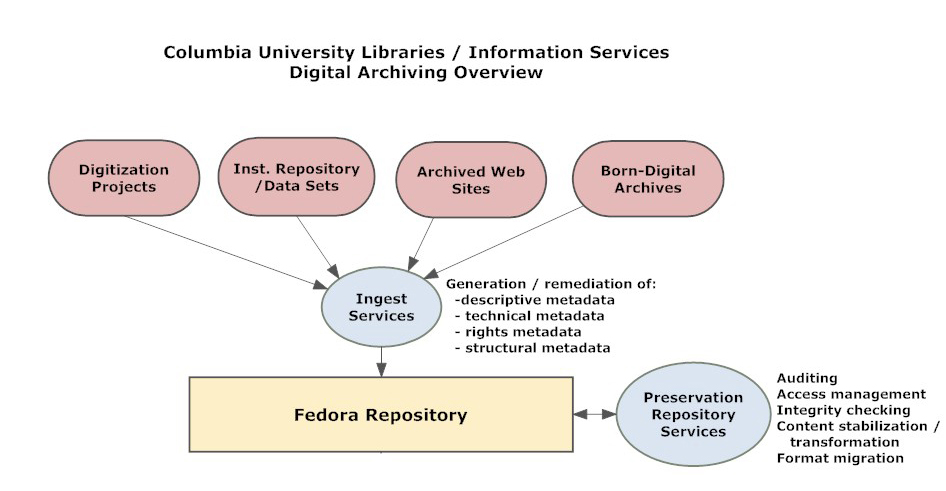 Columbia University Libraries / Information Services
Digital Archiving Overview
Digitization
Projects
Inst. Repository
/Data Sets
Archived Web
Sites
Born-Digital
Archives
Ingest
Services
Generation / remediation of:
-descriptive metadata
- technical metadata
- rights metadata
- structural metadata
Fedora Repository
Preservation
Repository
Services
Auditing
Access management
Integrity checking
Content stabilization /
transformation
Format migration